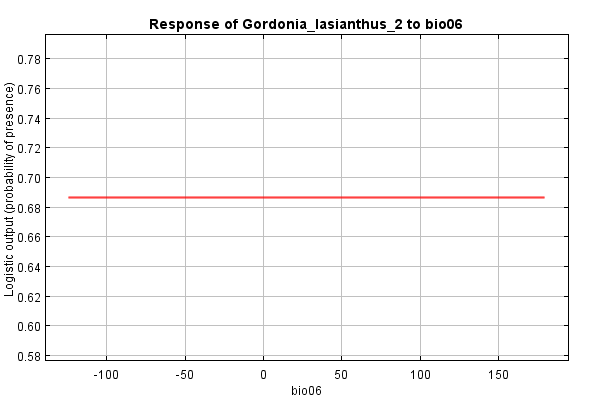 Response of Gordonia_lasianthus_2 to bio06
Logistic output (probability of presence)
0.78
0.76
0.74
0.72
0.70
0.68
0.66
0.64
0.62
0.60
0.58
-100 -50 0 50 100 150
bio06